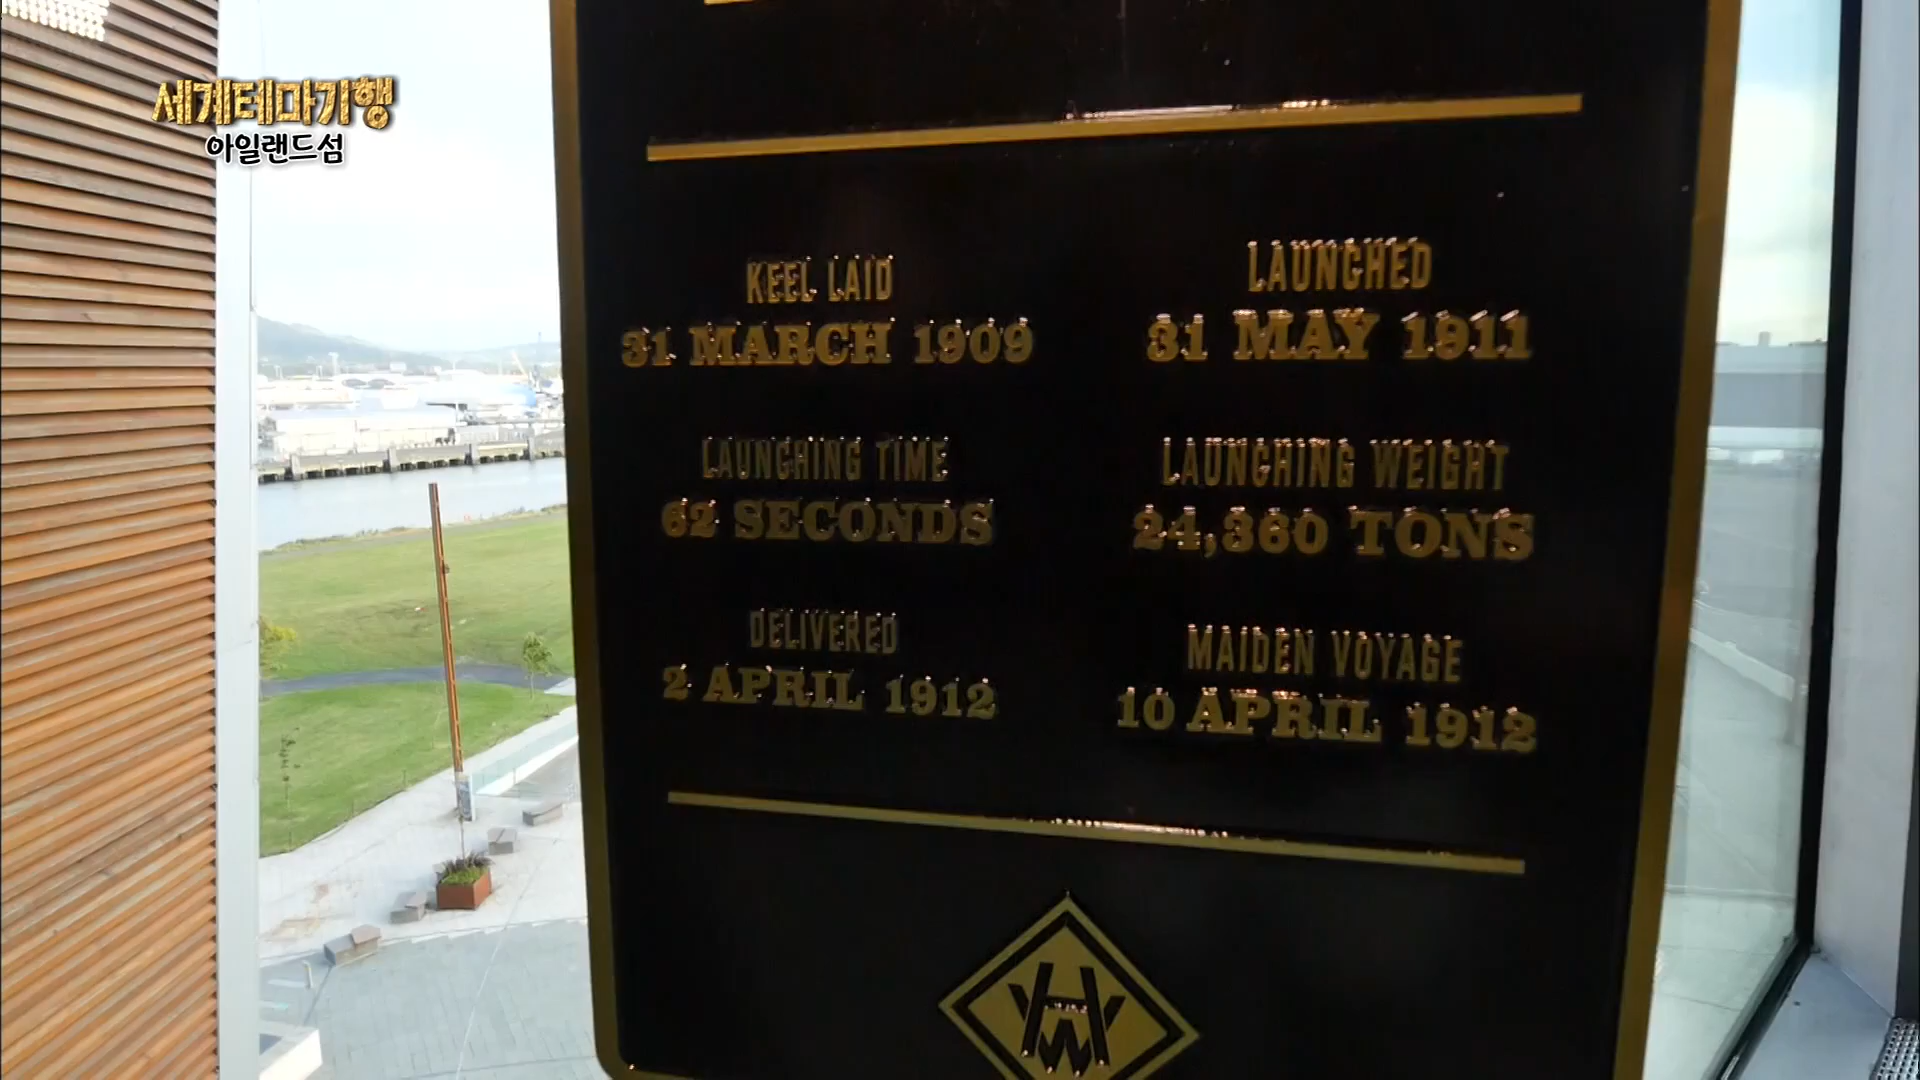 세계테마기행
아일랜드섬
KEEL LAID
31 MARCH 1909
LAUNCHED
31 MAY 1911
LAUNCHING TIME
62 SECONDS
LAUNCHING WEIGHT
24,360 TONS
DELIVERED
2 APRIL 1912
MAIDEN VOYAGE
10 APRIL 1912
HW